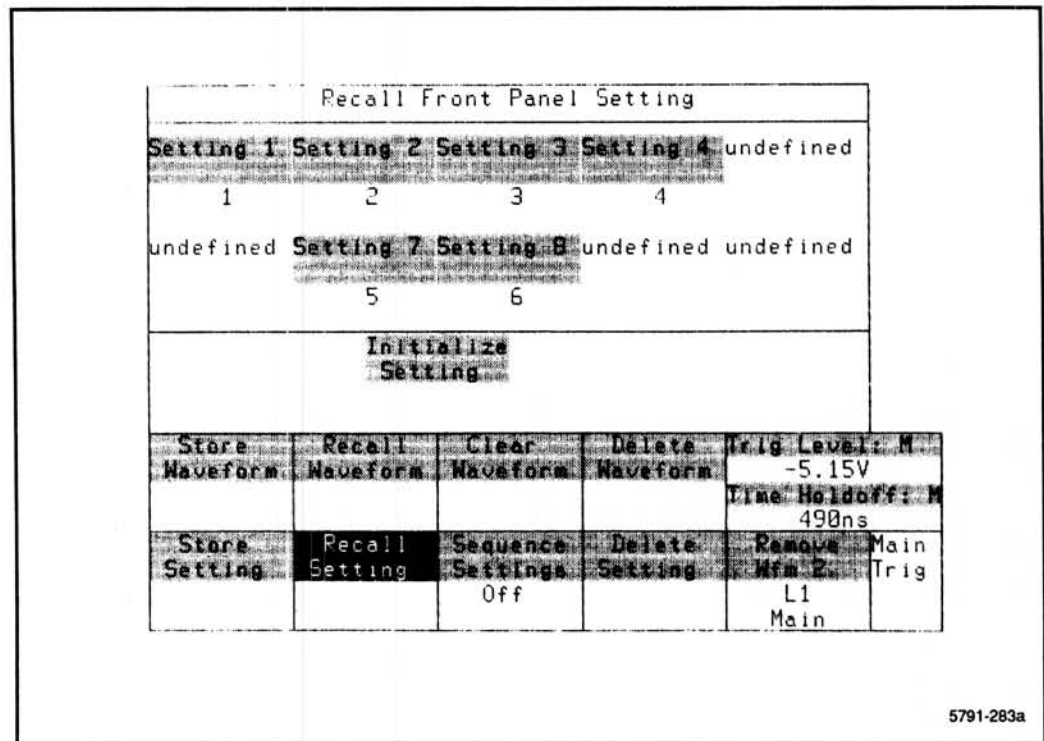 Recall Front Panel Setting
Setting 1 Setting 2 Setting 3 Setting 4 undefined
1 2 3 4
undefined Setting 7 Setting 8 undefined undefined
5 6
Initialize
Setting
Store Recall Clear Delete Trig Level: M
Waveform Waveform Waveform Waveform -5.15V
Time Holdoff: M
490ns
Store Recall Sequence Delete Remove Main
Setting Setting Settings Setting Wfm 2 Trig
Off L1
Main
5791-283a